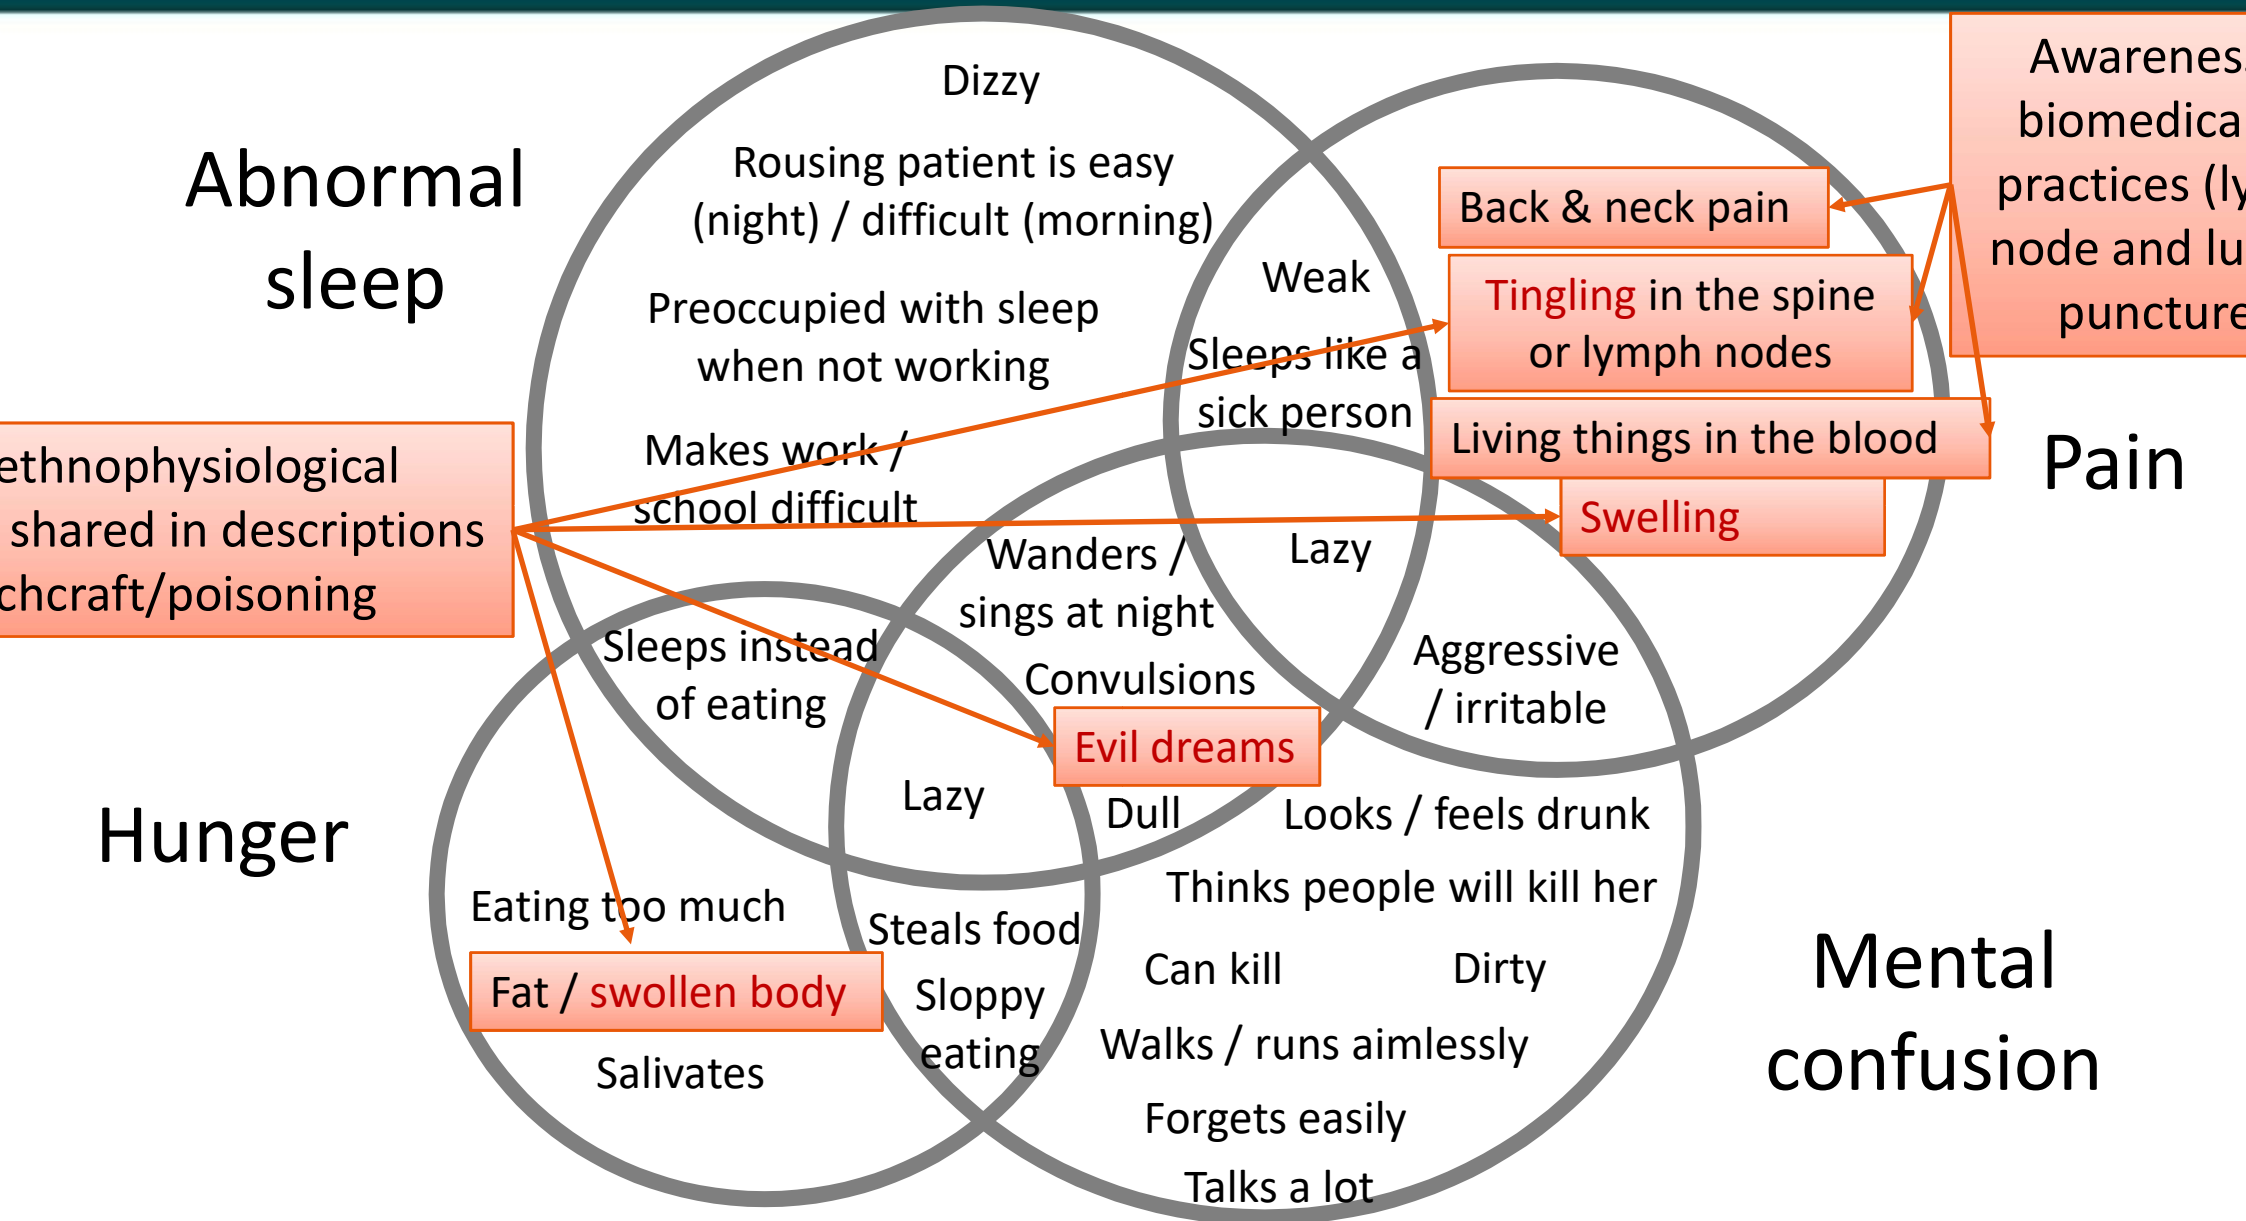 Dizzy
Abnormal
sleep
Rousing patient is easy
(night) / difficult (morning)
Preoccupied with sleep
when not working
Makes work /
school difficult
Weak
Sleeps like a
sick person
Back & neck pain
Tingling in the spine
or lymph nodes
Living things in the blood
Swelling
biomedica
practices
node and
puncture
Pain
ethnophysiological
shared in descriptions
chcraft/poisoning
Wanders /
sings at night
Convulsions
Evil dreams
Dull
Lazy
Aggressive
/ irritable
Sleeps instead
of eating
Lazy
Hunger
Eating too much
Fat / swollen body
Salivates
Steals food
Sloppy
eating
Looks / feels drunk
Thinks people will kill her
Can kill
Dirty
Walks / runs aimlessly
Forgets easily
Talks a lot
Mental
confusion